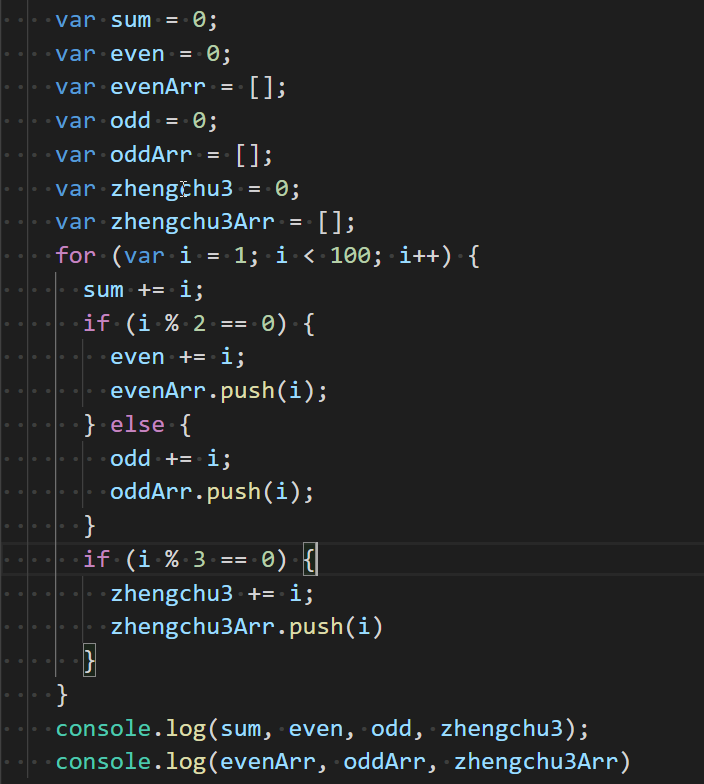 var sum = 0;
var even = 0;
var evenArr = [];
var odd = 0;
var oddArr = [];
var zhengchu3 = 0;
var zhengchu3Arr = [];
for (var i = 1; i < 100; i++) {
  sum += i;
  if (i % 2 == 0) {
    even += i;
    evenArr.push(i);
  } else {
    odd += i;
    oddArr.push(i);
  }
  if (i % 3 == 0) {
    zhengchu3 += i;
    zhengchu3Arr.push(i)
  }
}
console.log(sum, even, odd, zhengchu3);
console.log(evenArr, oddArr, zhengchu3Arr)